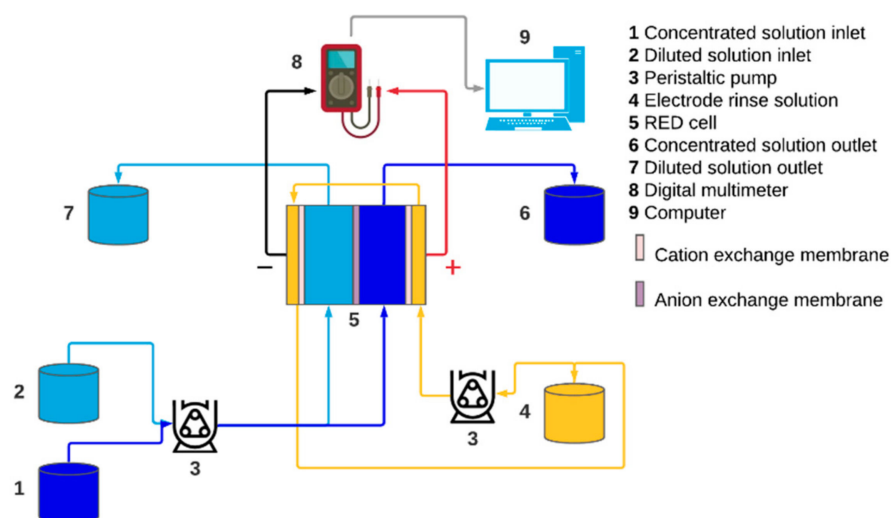 1 Concentrated solution inlet
2 Diluted solution inlet
3 Peristaltic pump
4 Electrode rinse solution
5 RED cell
6 Concentrated solution outlet
7 Diluted solution outlet
8 Digital multimeter
9 Computer
Cation exchange membrane
Anion exchange membrane
8
9
7
6
−
+
5
2
3
3
4
1